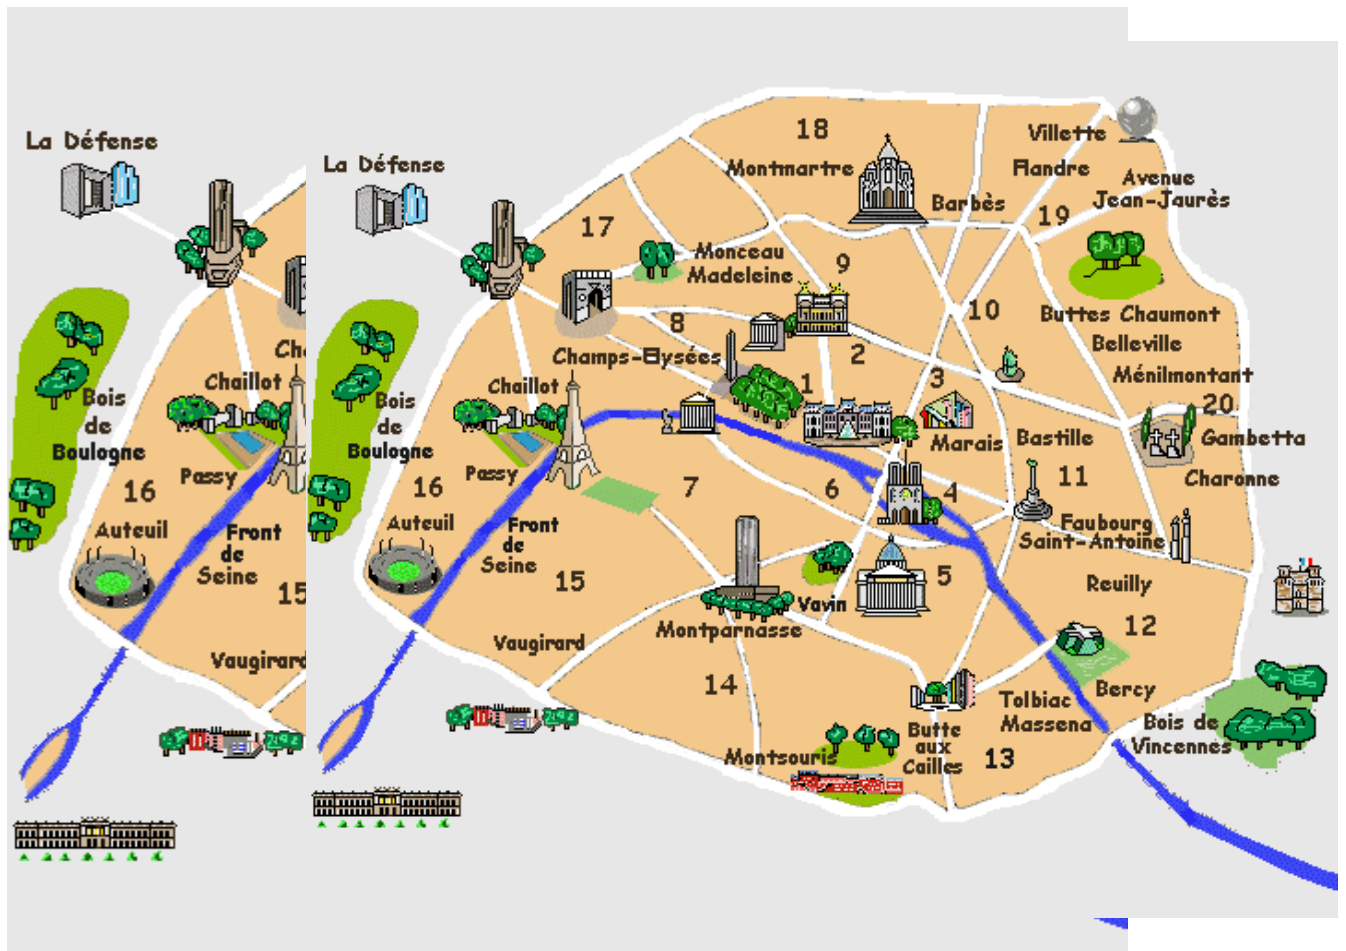 La Défense
Chaillot
Ch
Bois
de
Boulogne
Passy
16
Auteuil
Front
de
Seine
15
Vaugirard
La Défense
18
Montmartre
Villette
Flandre
Avenue
Jean-Jaurès
Barbès
19
17
Monceau
Madeleine
9
8
10
Buttes Chaumont
Champs-Elysées
2
Belleville
Chaillot
1
3
Ménilmontant
20
Bois
de
Boulogne
Marais
Bastille
Gambetta
Passy
16
7
6
4
11
Charonne
Auteuil
Front
de
Seine
Faubourg
Saint-Antoine
15
5
Reuilly
Vavin
12
Vaugirard
Montparnasse
14
Tolbiac
Massena
Bercy
Bois de
Vincennes
Montsouris
Butte
aux
Cailles
13